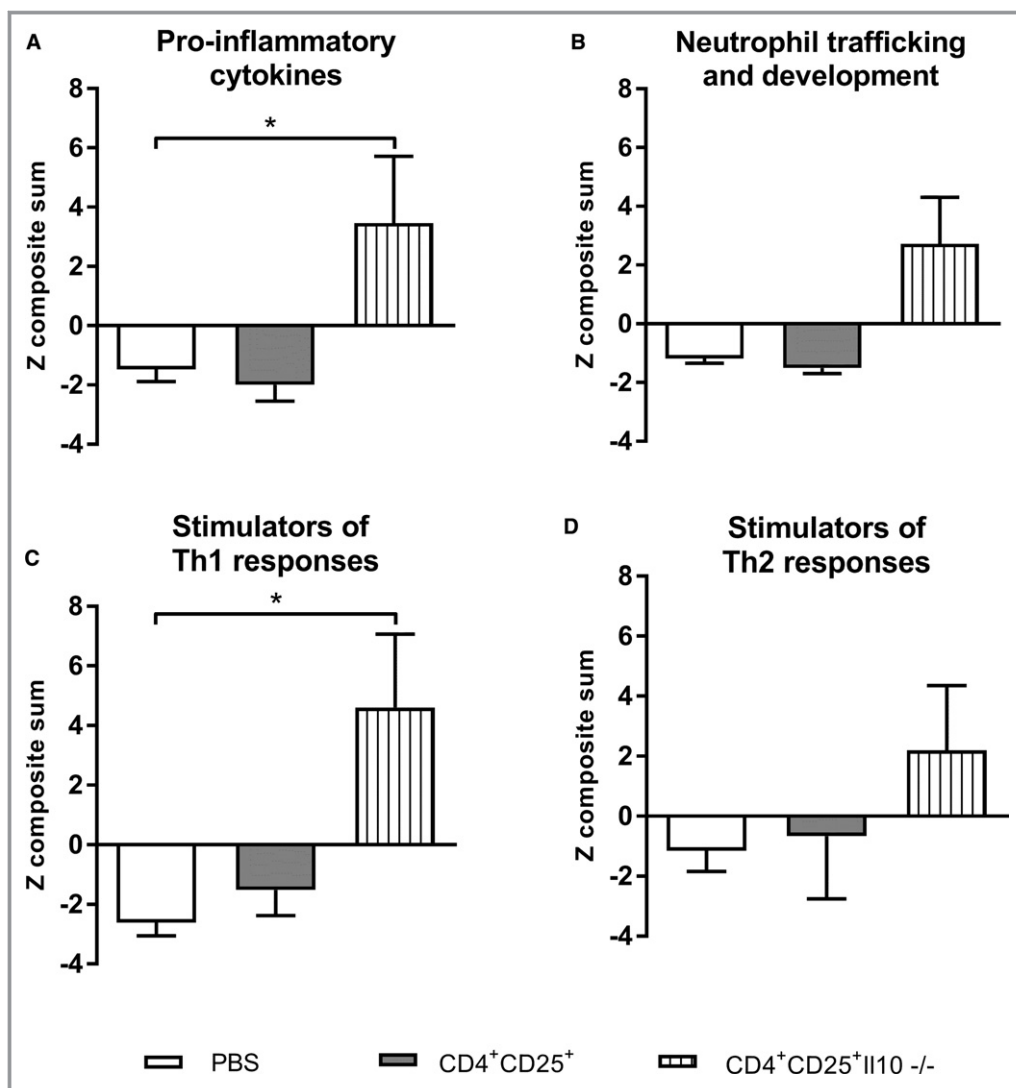 A
Pro-inflammatory
cytokines
Z composite sum
8
6
4
2
0
-2
-4
*
B
Neutrophil trafficking
and development
Z composite sum
8
6
4
2
0
-2
-4
C
Stimulators of
Th1 responses
Z composite sum
8
6
4
2
0
-2
-4
*
D
Stimulators of
Th2 responses
Z composite sum
8
6
4
2
0
-2
-4
PBS
CD4⁺CD25⁺
CD4⁺CD25⁺Il10 -/-